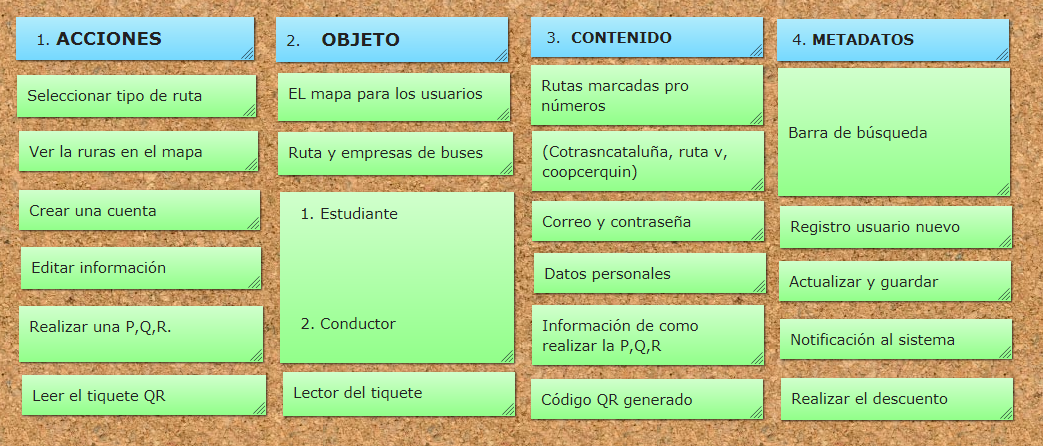 1. ACCIONES
Seleccionar tipo de ruta
Ver la ruras en el mapa
Crear una cuenta
Editar información
Realizar una P,Q,R.
Leer el tiquete QR
2. OBJETO
EL mapa para los usuarios
Ruta y empresas de buses
1. Estudiante
2. Conductor
Lector del tiquete
3. CONTENIDO
Rutas marcadas pro
números
(Cotrasncataluña, ruta v,
coopcerquin)
Correo y contraseña
Datos personales
Información de como
realizar la P,Q,R
Código QR generado
4. METADATOS
Barra de búsqueda
Registro usuario nuevo
Actualizar y guardar
Notificación al sistema
Realizar el descuento